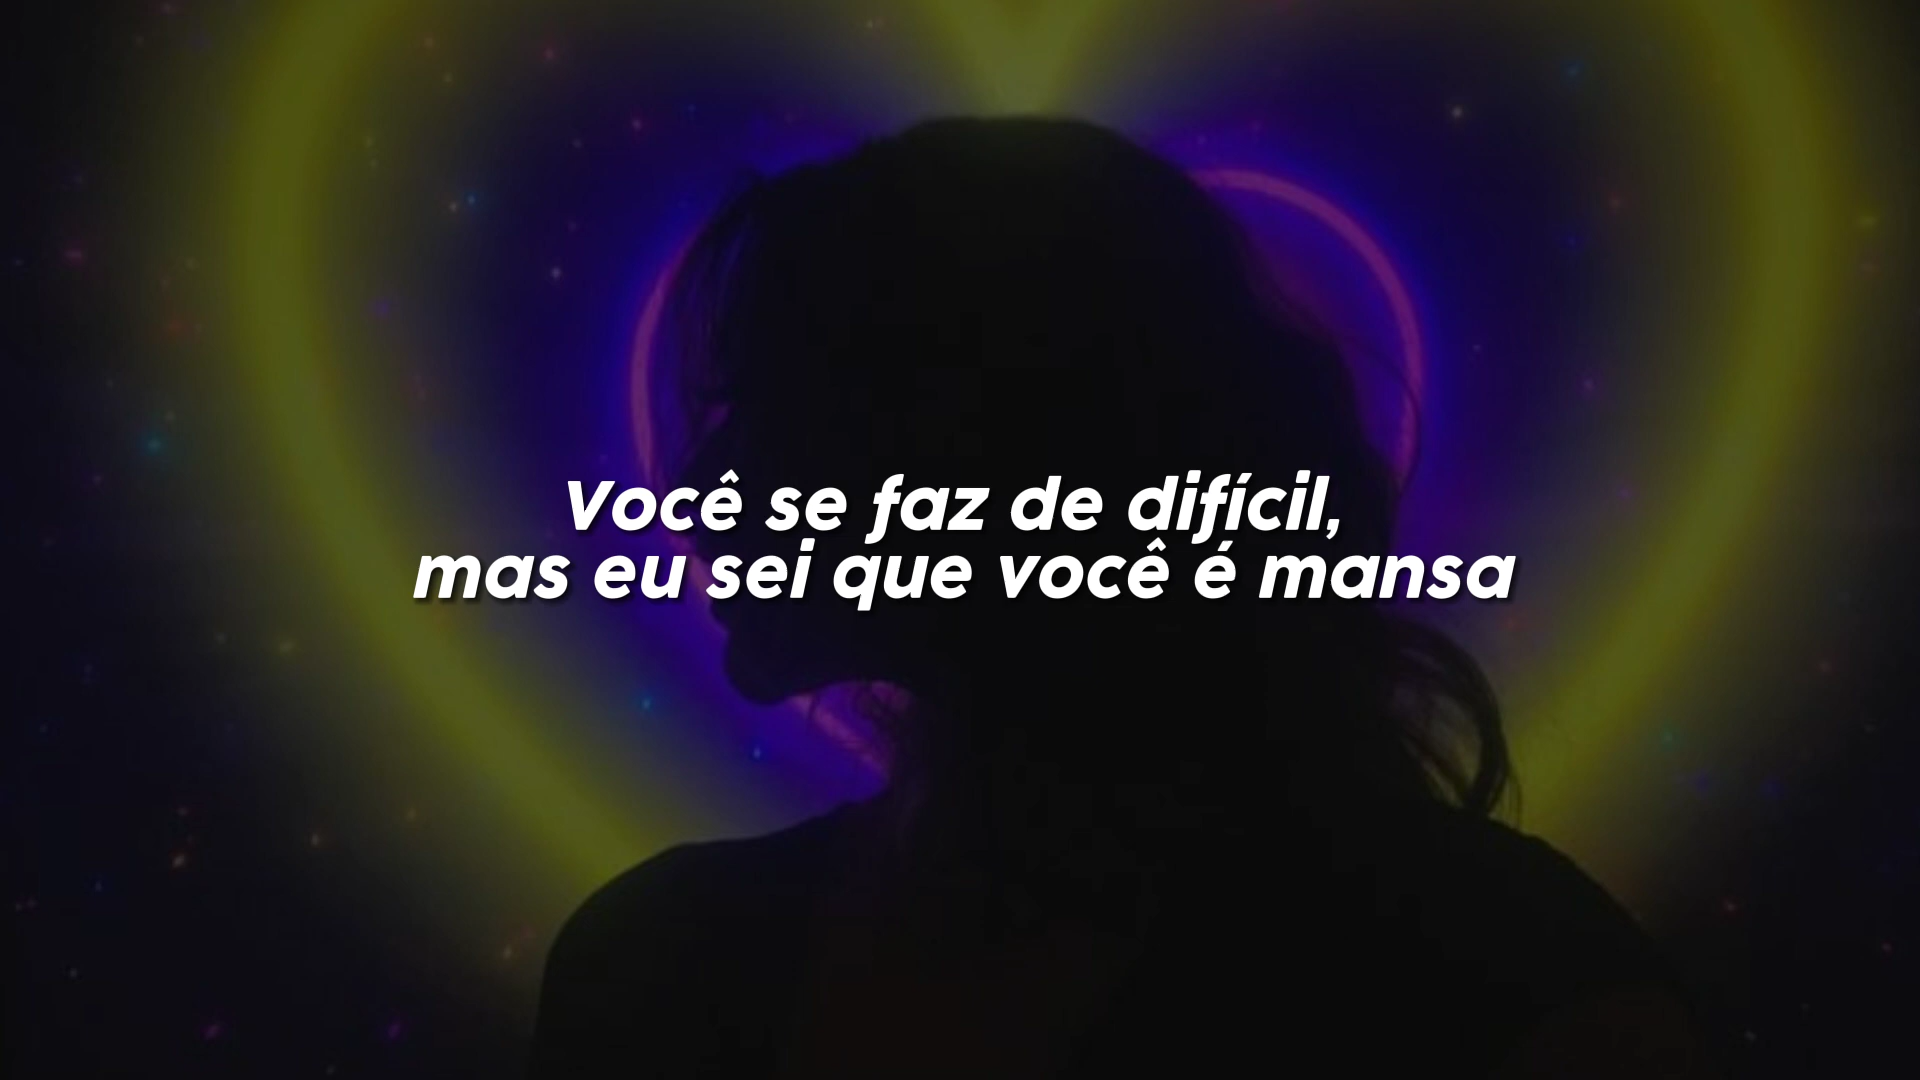 Você se faz de difícil,
mas eu sei que você é mansa